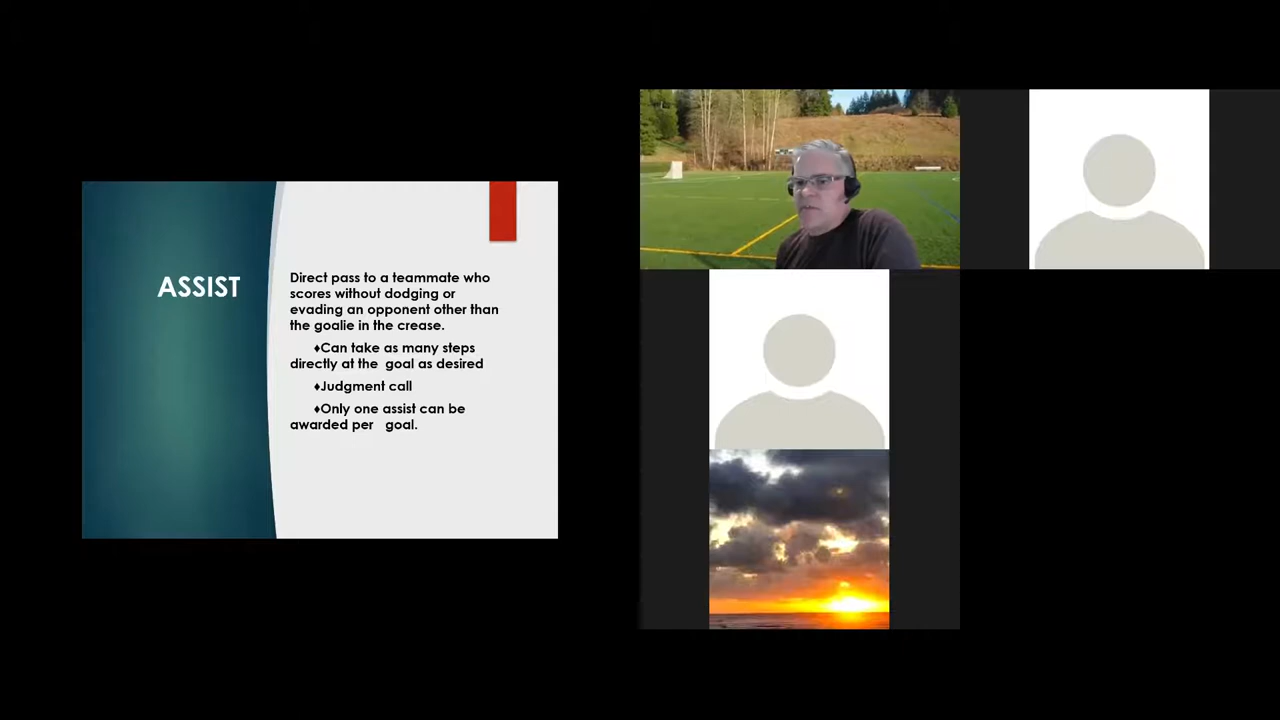 ASSIST
Direct pass to a teammate who
scores without dodging or
evading an opponent other than
the goalie in the crease.
♦Can take as many steps
directly at the  goal as desired
♦Judgment call
♦Only one assist can be
awarded per   goal.